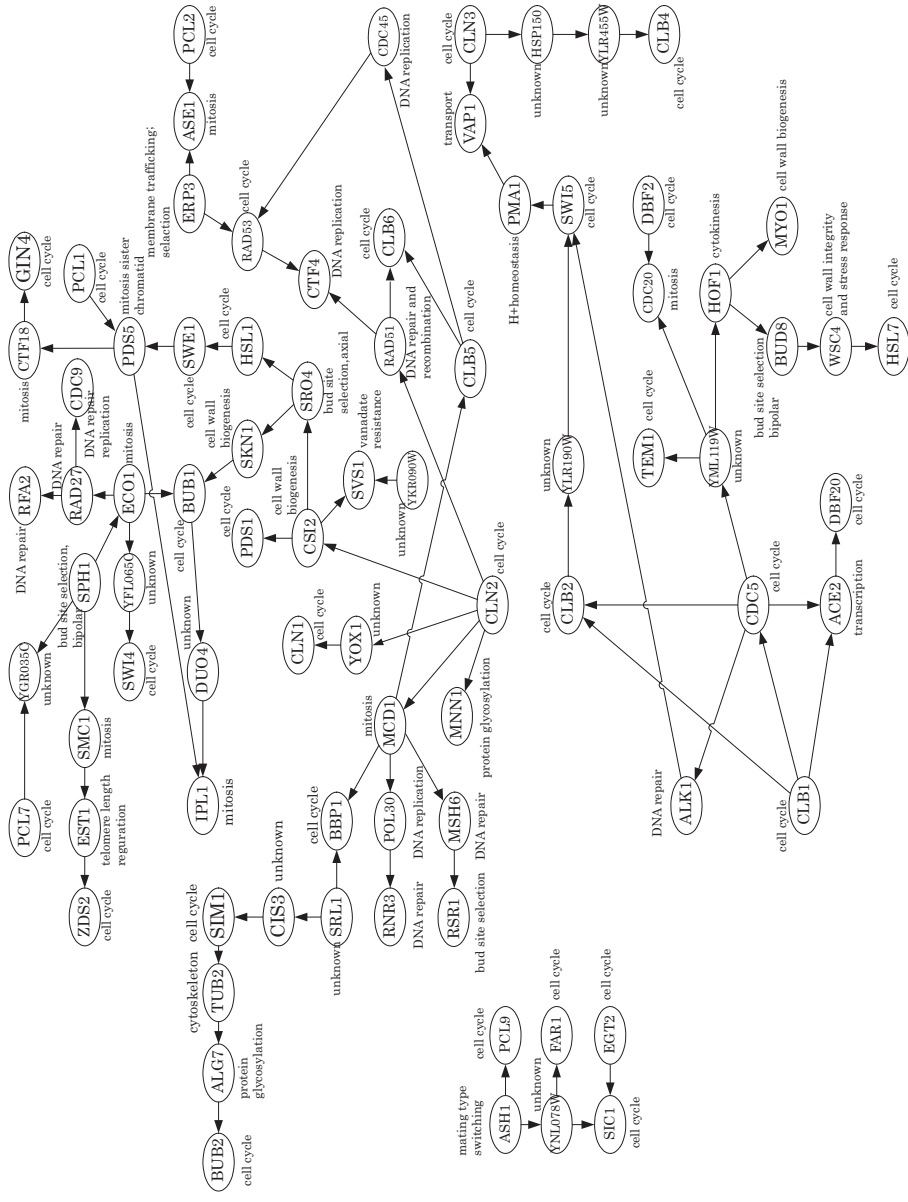 BUB2
cell cycle
ALG7
protein
glycosylation
TUB2
cytoskeleton
SIM1
cell cycle
CIS3
unknown
SRL1
unknown
BBP1
cell cycle
RNR3
DNA repair
POL30
DNA replication
RSR1
bud site selection
MSH6
DNA repair
MCD1
mitosis
MNN1
protein glycosylation
ZDS2
cell cycle
EST1
telomere length
reguration
SMC1
mitosis
PCL7
cell cycle
YGR035C
unknown
SPH1
bud site selection,
bipolar
SWI4
cell cycle
YFL065C
unknown
IPL1
mitosis
DUO4
unknown
BUB1
cell cycle
ECO1
mitosis
RAD27
DNA repair
RFA2
DNA repair
CDC9
DNA repair
DNA replication
CTF18
mitosis
GIN4
cell cycle
PCL1
cell cycle
PDS5
mitosis sister
chromatid
SWE1
cell cycle
HSL1
cell cycle
SKN1
cell wall
biogenesis
SRO4
bud site
selection,axial
PDS1
cell cycle
CSI2
cell wall
biogenesis
SVS1
vanadate
resistance
YKR090W
unknown
CLN1
cell cycle
YOX1
unknown
CLN2
cell cycle
ERP3
membrane trafficking;
selaction
ASE1
mitosis
PCL2
cell cycle
RAD53
cell cycle
CTF4
DNA replication
CDC45
DNA replication
RAD51
DNA repair and
recombination
CLB6
cell cycle
CLB5
cell cycle
ASH1
mating type
switching
PCL9
cell cycle
YNL078W
unknown
FAR1
cell cycle
SIC1
cell cycle
EGT2
cell cycle
CLN3
cell cycle
HSP150
unknown
YLR455W
unknown
CLB4
cell cycle
VAP1
transport
PMA1
H+homeostasis
SWI5
cell cycle
YLR190W
unknown
CLB2
cell cycle
DBF2
cell cycle
CDC20
mitosis
TEM1
cell cycle
YML119W
unknown
HOF1
cytokinesis
MYO1
cell wall biogenesis
BUD8
bud site selection
bipolar
WSC4
cell wall integrity
and stress response
HSL7
cell cycle
ALK1
DNA repair
CDC5
cell cycle
CLB1
cell cycle
ACE2
transcription
DBF20
cell cycle